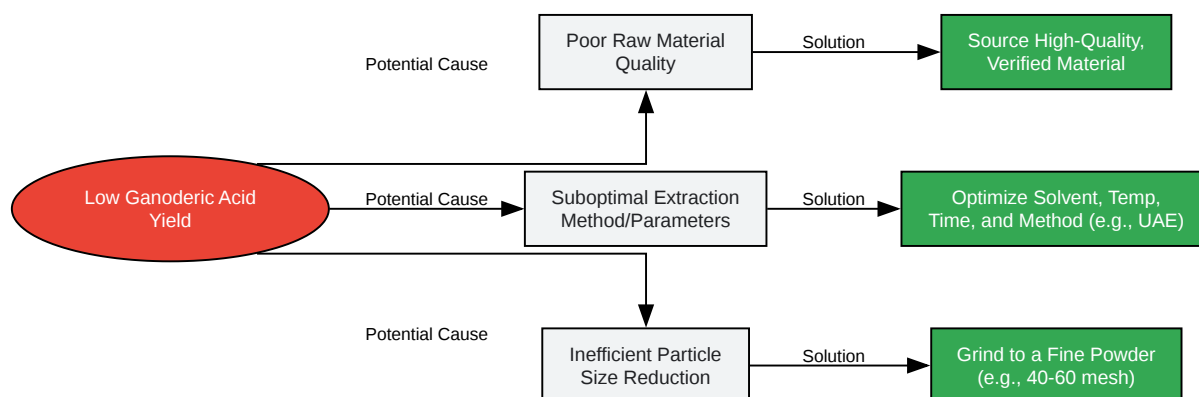 Poor Raw Material
Quality
Potential Cause
Solution
Source High-Quality,
Verified Material
Low Ganoderic Acid
Yield
Potential Cause
Suboptimal Extraction
Method/Parameters
Solution
Optimize Solvent, Temp,
Time, and Method (e.g., UAE)
Potential Cause
Inefficient Particle
Size Reduction
Solution
Grind to a Fine Powder
(e.g., 40-60 mesh)